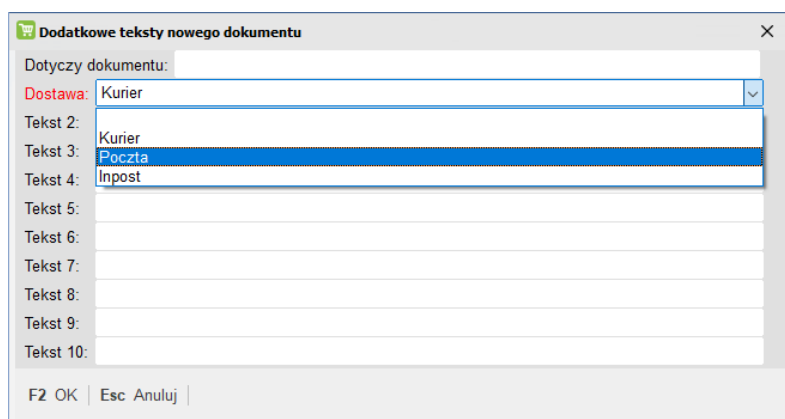 Dodatkowe teksty nowego dokumentu
Dotyczy dokumentu:
Dostawa: Kurier
Tekst 2:
Kurier
Tekst 3:
Poczta
Tekst 4:
Inpost
Tekst 5:
Tekst 6:
Tekst 7:
Tekst 8:
Tekst 9:
Tekst 10:
F2 OK | Esc Anuluj |